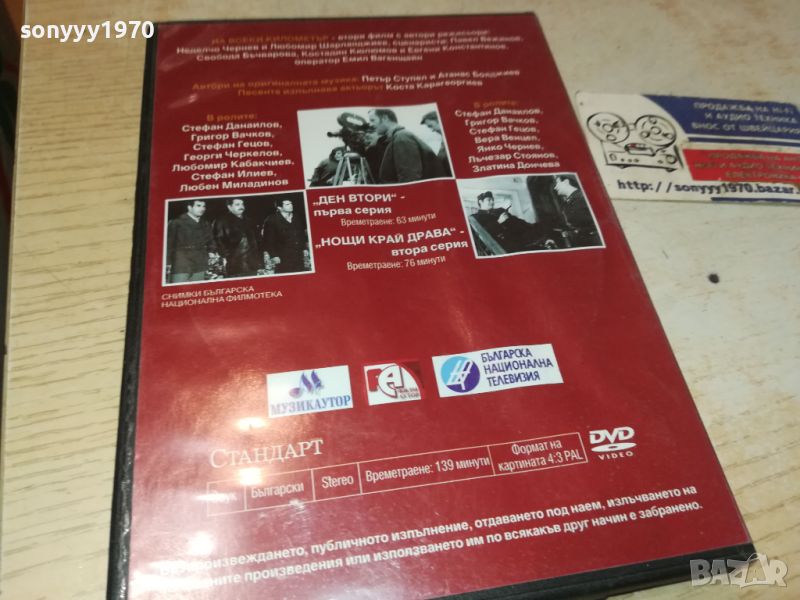 sonyyy1970
НА ВСЕКИ КИЛОМЕТЪР - втори филм с автори режисьори:
Неделчо Чернев и Любомир Шарланджиев, сценаристи: Павел Вежинов,
Свобода Бъчварова, Костадин Кюлюмов и Евгени Константинов,
оператор Емил Вагенщайн
Автори на оригиналната музика: Петър Ступел и Атанас Бояджиев
Песента изпълнява актьорът Коста Карагеоргиев
В ролите:
Стефан Данаилов,
Григор Вачков,
Стефан Гецов,
Георги Черкелов,
Любомир Кабакчиев,
Стефан Илиев,
Любен Миладинов
В ролите:
Стефан Данаилов,
Григор Вачков,
Стефан Гецов,
Вера Венцел,
Янко Чернев,
Лъчезар Стоянов,
Златина Дончева
„ДЕН ВТОРИ“ -
първа серия
Времетраене: 63 минути
„НОЩИ КРАЙ ДРАВА“ -
втора серия
Времетраене: 76 минути
СНИМКИ БЪЛГАРСКА
НАЦИОНАЛНА ФИЛМОТЕКА
МУЗИКАУТОР
БЪЛГАРСКА
НАЦИОНАЛНА
ТЕЛЕВИЗИЯ
СТАНДАРТ
Звук
Български
Stereo
Времетраене: 139 минути
Формат на
картината 4:3 PAL
DVD
VIDEO
произвеждането, публичното изпълнение, отдаването под наем, излъчването на
произведения или използването им по всякакъв друг начин е забранено.
ПРОДАЖБА НА HI-FI
И АУДИО ТЕХНИКА
ВНОС ОТ ШВЕЙЦАРИЯ
http://sonyyy1970.bazar.
BAZAR
bazar.bg